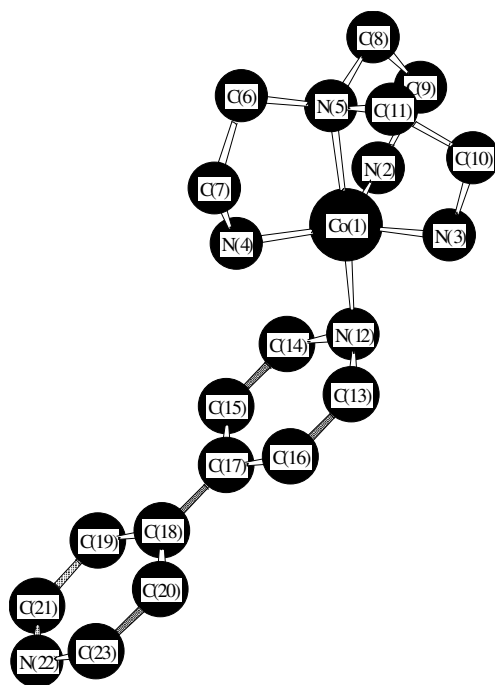 C(8)
C(9)
C(6)
N(5)
C(11)
C(10)
N(2)
C(7)
Co(1)
N(4)
N(3)
N(12)
C(14)
C(13)
C(15)
C(16)
C(17)
C(18)
C(19)
C(20)
C(21)
C(23)
N(22)